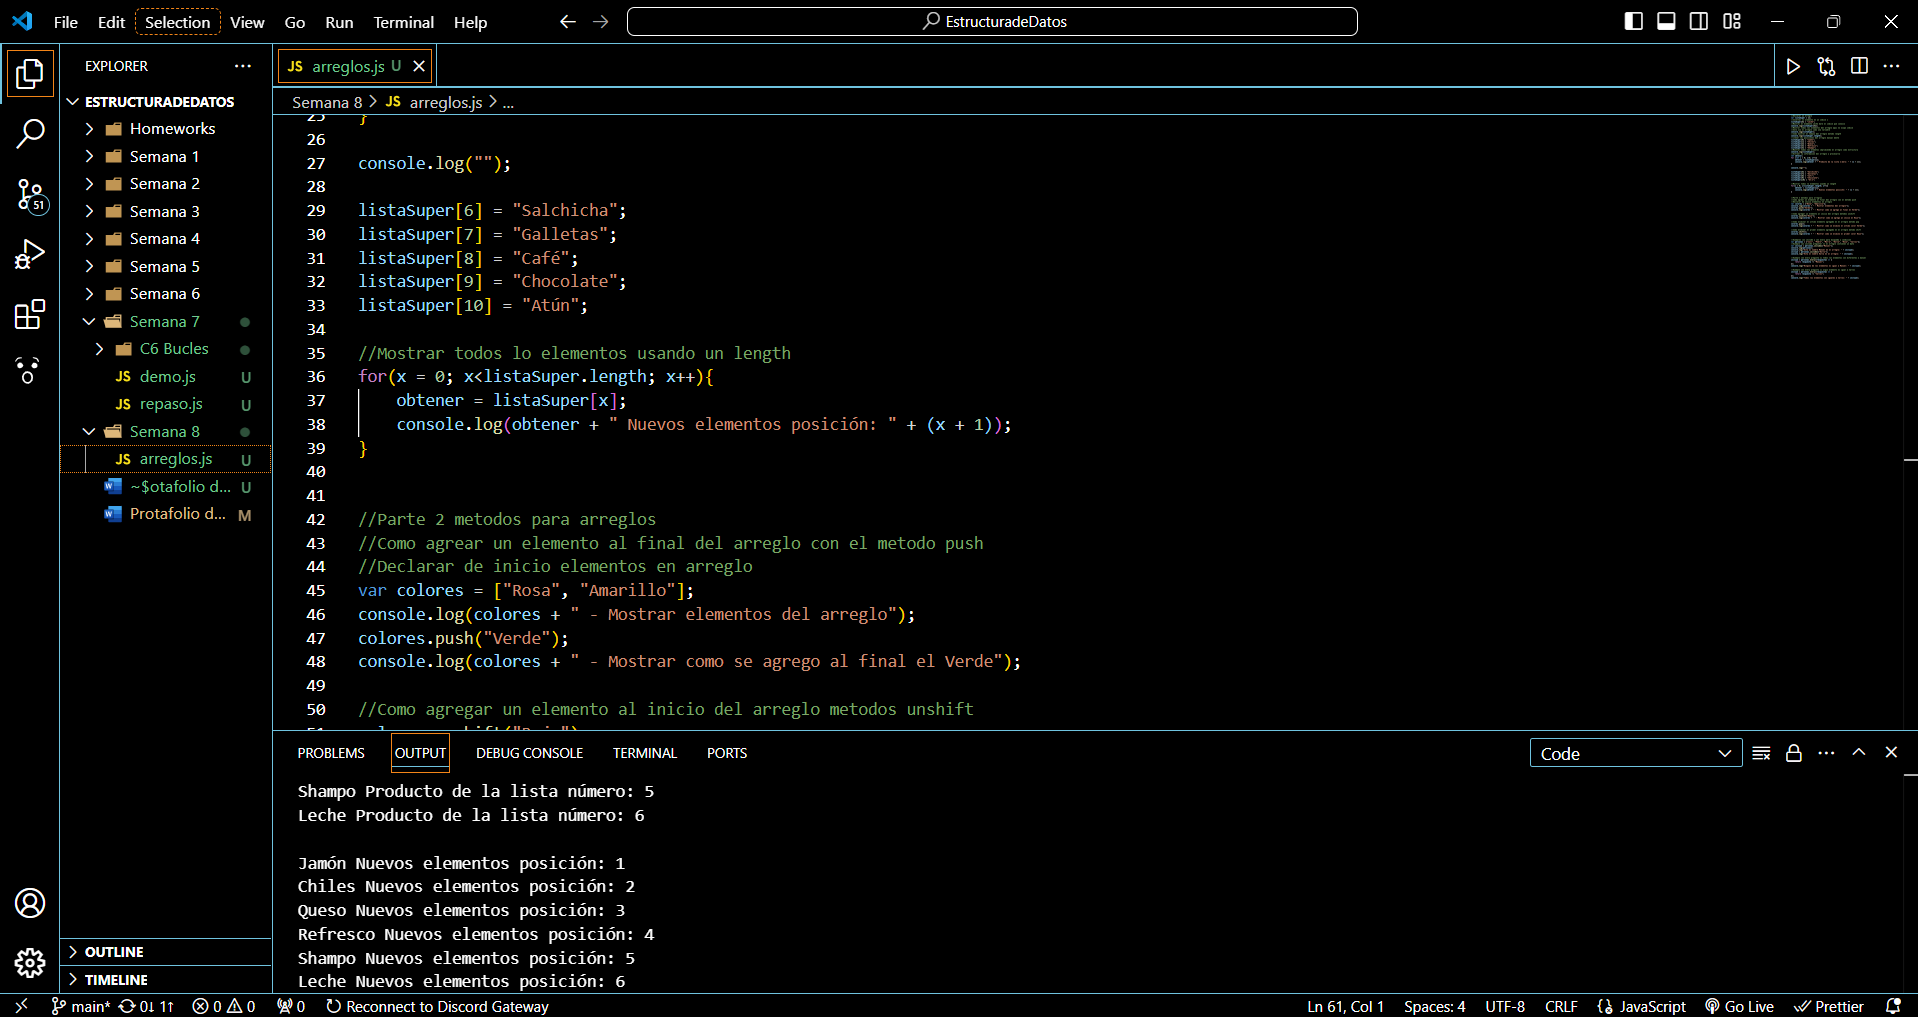 File Edit Selection View Go Run Terminal Help
EstructuradeDatos
EXPLORER
ESTRUCTURADEDATOS
Homeworks
Semana 1
Semana 2
Semana 3
Semana 4
Semana 5
Semana 6
Semana 7
C6 Bucles
JS demo.js U
JS repaso.js U
Semana 8
JS arreglos.js U
~$otafolio d... U
Protafolio d... M
51
OUTLINE
TIMELINE
JS arreglos.js U
Semana 8 > JS arreglos.js > ...
25 }
26
27 console.log("");
28
29 listaSuper[6] = "Salchicha";
30 listaSuper[7] = "Galletas";
31 listaSuper[8] = "Café";
32 listaSuper[9] = "Chocolate";
33 listaSuper[10] = "Atún";
34
35 //Mostrar todos lo elementos usando un length
36 for(x = 0; x<listaSuper.length; x++){
37 obtener = listaSuper[x];
38 console.log(obtener + " Nuevos elementos posición: " + (x + 1));
39 }
40
41
42 //Parte 2 metodos para arreglos
43 //Como agrear un elemento al final del arreglo con el metodo push
44 //Declarar de inicio elementos en arreglo
45 var colores = ["Rosa", "Amarillo"];
46 console.log(colores + " - Mostrar elementos del arreglo");
47 colores.push("Verde");
48 console.log(colores + " - Mostrar como se agrego al final el Verde");
49
50 //Como agregar un elemento al inicio del arreglo metodos unshift
PROBLEMS OUTPUT DEBUG CONSOLE TERMINAL PORTS
Code
Shampo Producto de la lista número: 5
Leche Producto de la lista número: 6
Jamón Nuevos elementos posición: 1
Chiles Nuevos elementos posición: 2
Queso Nuevos elementos posición: 3
Refresco Nuevos elementos posición: 4
Shampo Nuevos elementos posición: 5
Leche Nuevos elementos posición: 6
main* 0↓ 1↑ 0 0 0 Reconnect to Discord Gateway
Ln 61, Col 1 Spaces: 4 UTF-8 CRLF {} JavaScript Go Live Prettier